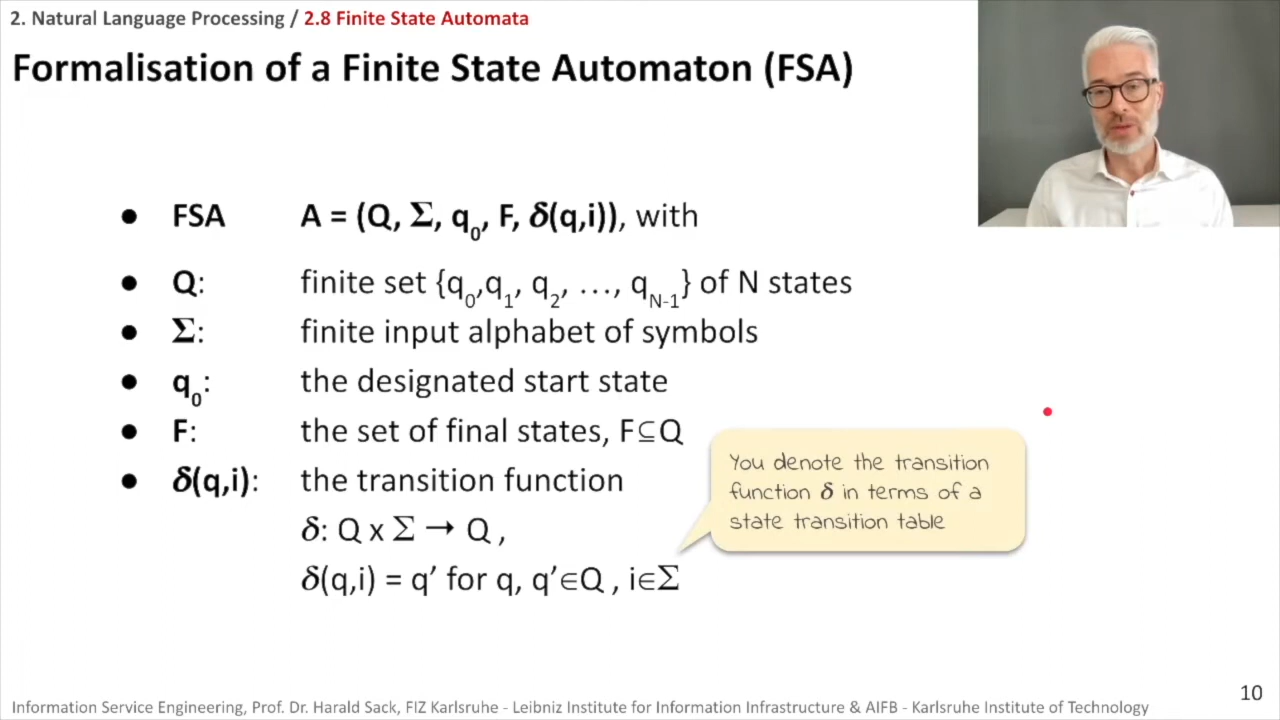 2. Natural Language Processing / 2.8 Finite State Automata
Formalisation of a Finite State Automaton (FSA)
● FSA A = (Q, Σ, q0, F, δ(q,i)), with
● Q: finite set {q0,q1, q2, …, qN-1} of N states
● Σ: finite input alphabet of symbols
● q0: the designated start state
● F: the set of final states, F⊆Q
● δ(q,i): the transition function
δ: Q x Σ → Q ,
δ(q,i) = q′ for q, q′∈Q , i∈Σ
You denote the transition
function δ in terms of a
state transition table
10
Information Service Engineering, Prof. Dr. Harald Sack, FIZ Karlsruhe - Leibniz Institute for Information Infrastructure & AIFB - Karlsruhe Institute of Technology